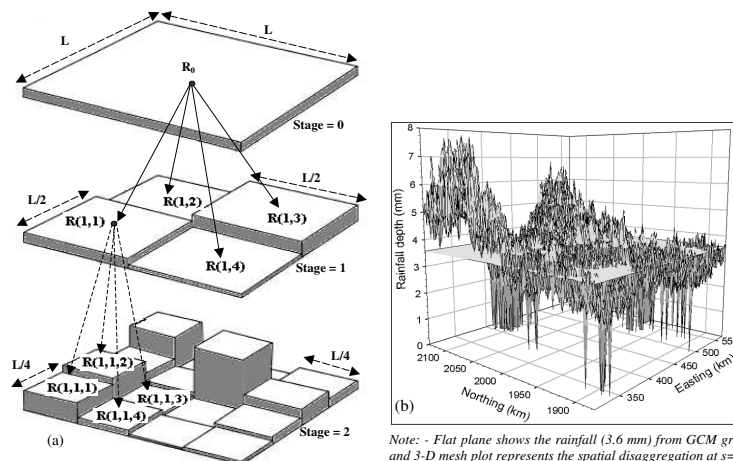 L
L
R0
Stage = 0
L/2
L/2
R(1,2)
R(1,1)
R(1,3)
R(1,4)
Stage = 1
L/4
L/4
R(1,1,2)
R(1,1,1)
R(1,1,3)
R(1,1,4)
Stage = 2
(a)
8
7
6
5
4
3
2
1
0
Rainfall depth (mm)
2100
2050
2000
1950
1900
Northing (km)
350
400
450
500
55
Easting (km)
(b)
Note: - Flat plane shows the rainfall (3.6 mm) from GCM gr
and 3-D mesh plot represents the spatial disaggregation at s=